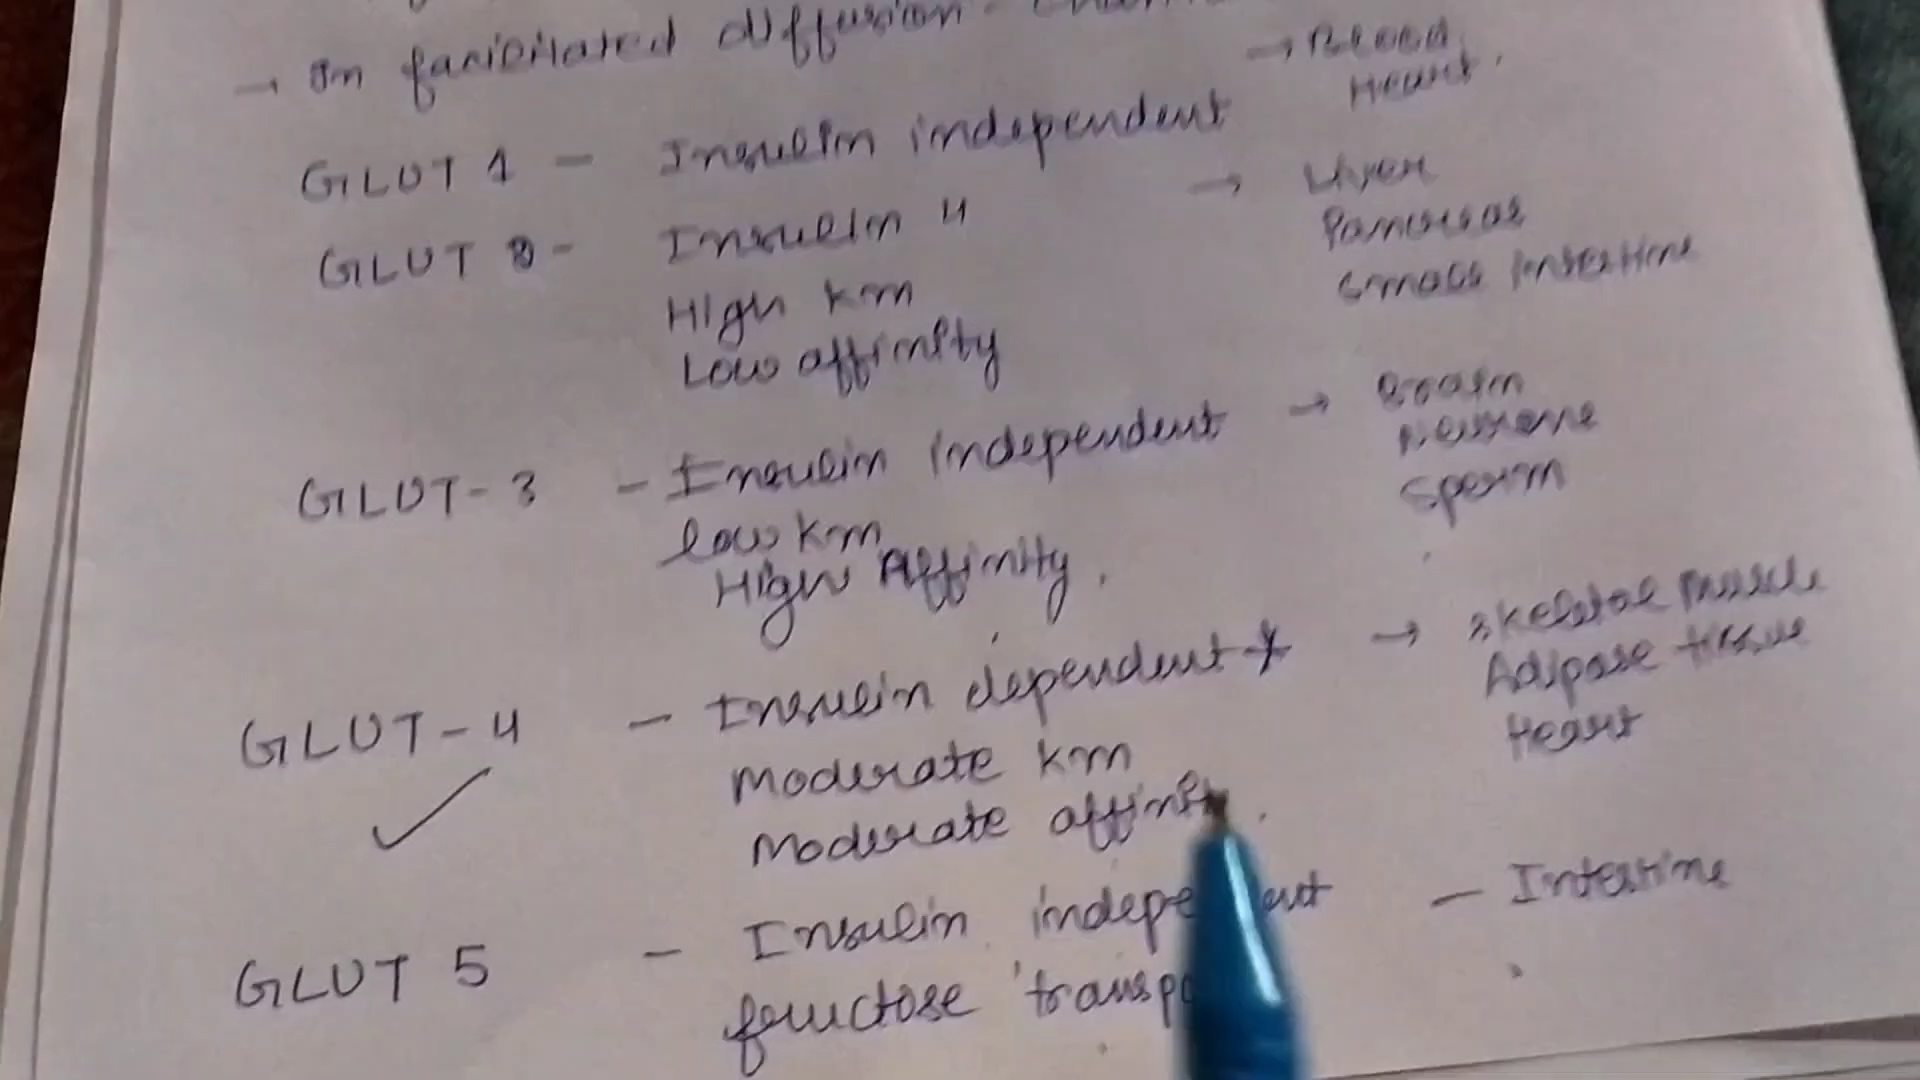 → In facilitated diffusion -
→ Blood
Heart.
GLUT 1 - Insulin independent
GLUT 2 - Insulin "
→ Liver
Pancreas
Small intestine
High km
Low affinity
GLUT-3 - Insulin independent → Brain
Neurone
Sperm
low km
High Affinity.
GLUT-4 - Insulin dependent * → Skeletal muscle
Adipose tissue
Heart
Moderate km
Moderate
GLUT 5 - Insulin - Intestine
fructose